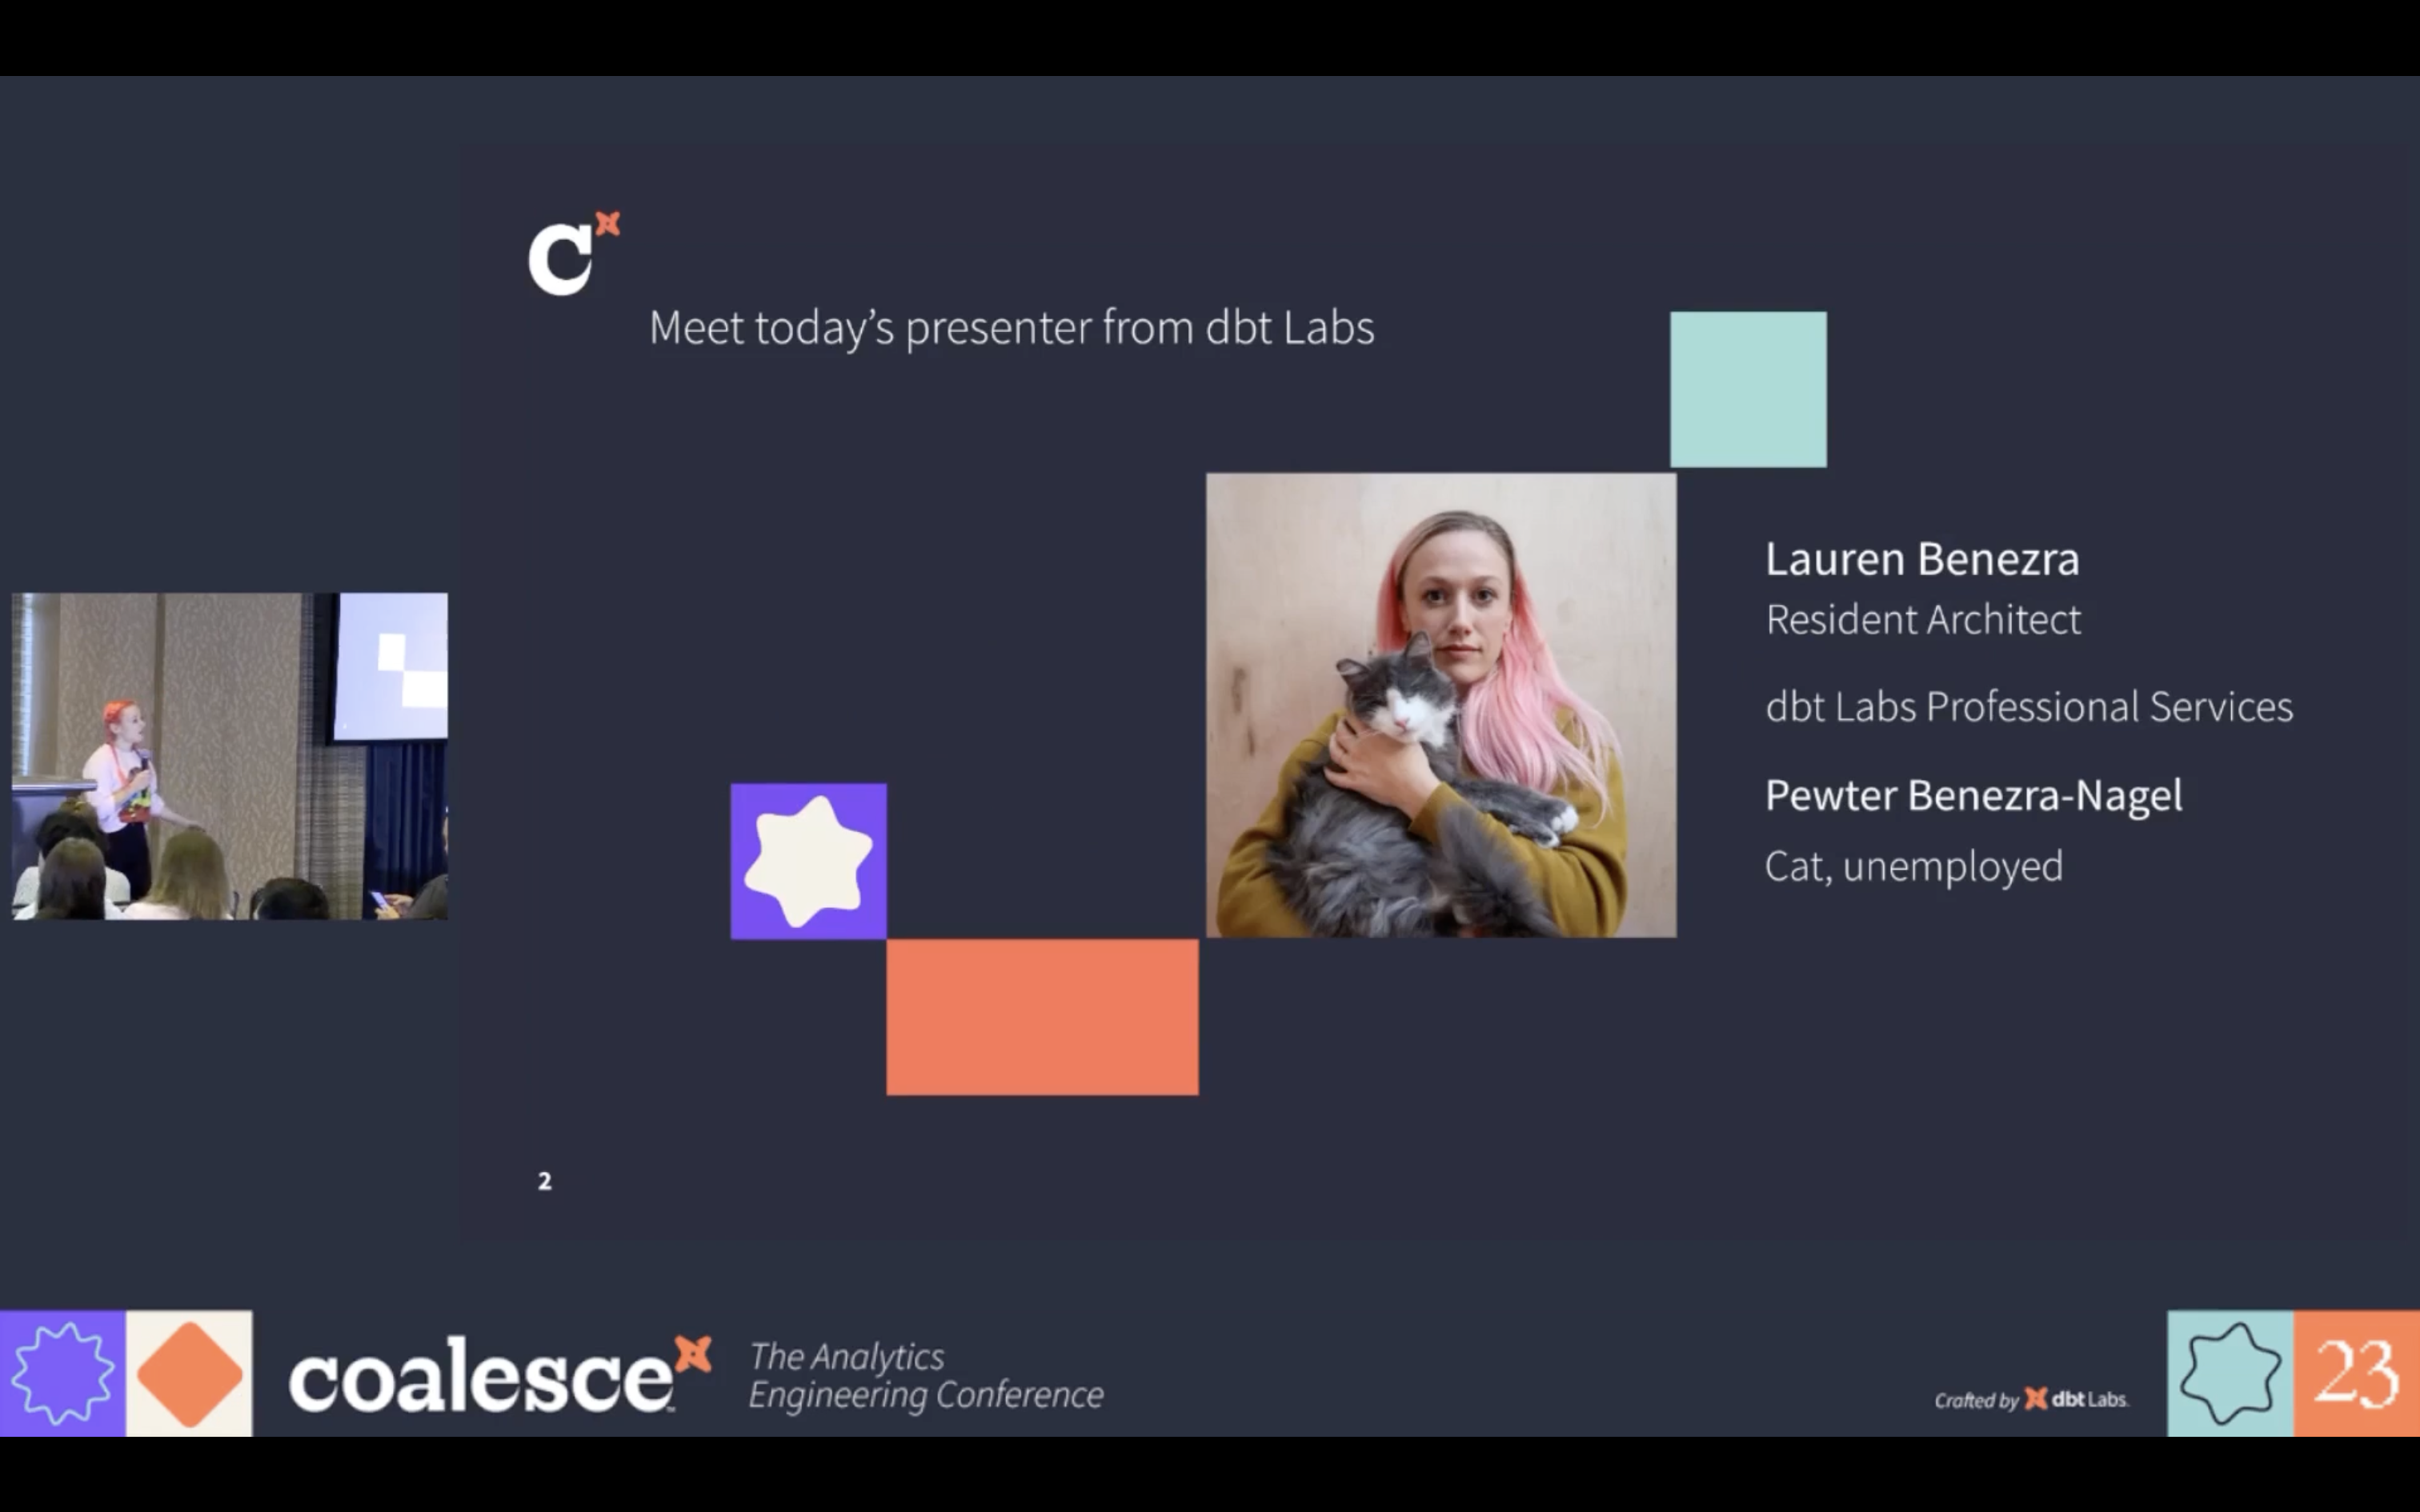 C
Meet today’s presenter from dbt Labs
Lauren Benezra
Resident Architect
dbt Labs Professional Services
Pewter Benezra-Nagel
Cat, unemployed
2
coalesce™
The Analytics
Engineering Conference
Crafted by dbt Labs.
23